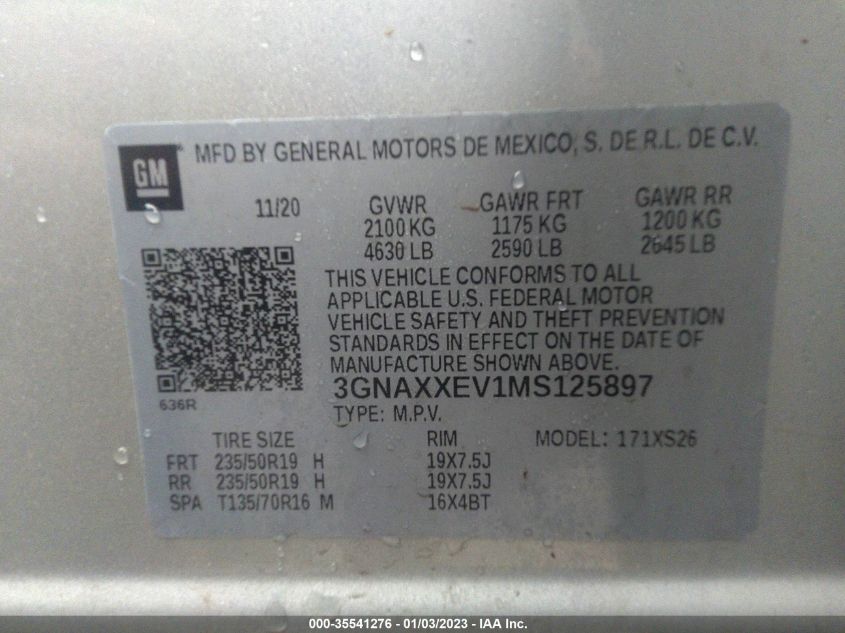 GM
MFD BY GENERAL MOTORS DE MEXICO, S. DE R.L. DE C.V.
11/20 GVWR GAWR FRT GAWR RR
2100 KG 1175 KG 1200 KG
4630 LB 2590 LB 2645 LB
THIS VEHICLE CONFORMS TO ALL
APPLICABLE U.S. FEDERAL MOTOR
VEHICLE SAFETY AND THEFT PREVENTION
STANDARDS IN EFFECT ON THE DATE OF
MANUFACTURE SHOWN ABOVE.
3GNAXXEV1MS125897
636R
TYPE: M.P.V.
TIRE SIZE RIM MODEL: 171XS26
FRT 235/50R19 H 19X7.5J
RR 235/50R19 H 19X7.5J
SPA T135/70R16 M 16X4BT
000-35541276 - 01/03/2023 - IAA Inc.